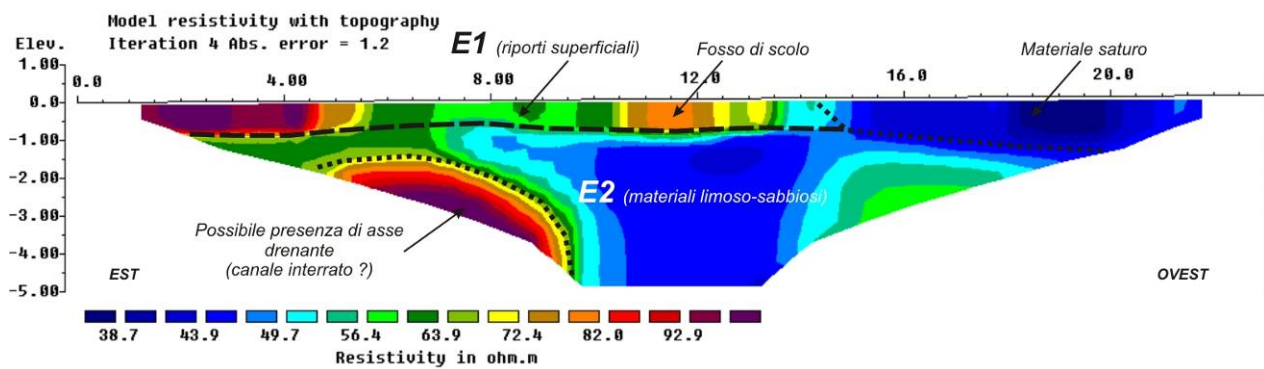 Model resistivity with topography
Elev. Iteration 4 Abs. error = 1.2
E1 (riporti superficiali)
Fosso di scolo
Materiale saturo
1.00
0.0 4.00 8.00 12.0 16.0 20.0
0.0
-1.00
-2.00
E2 (materiali limoso-sabbiosi)
-3.00
Possibile presenza di asse
drenante
(canale interrato ?)
-4.00
EST
OVEST
-5.00
38.7 43.9 49.7 56.4 63.9 72.4 82.0 92.9
Resistivity in ohm.m